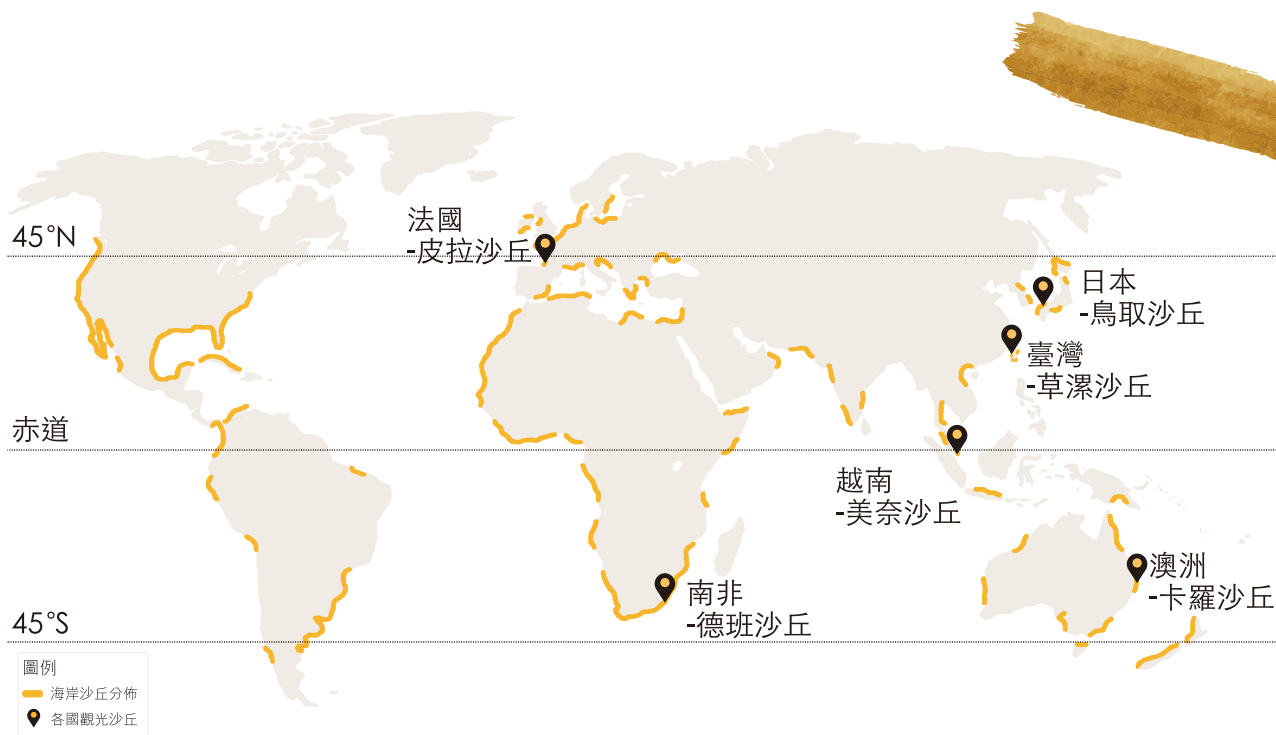 法國
-皮拉沙丘
45°N
日本
-鳥取沙丘
臺灣
-草漯沙丘
赤道
越南
-美奈沙丘
澳洲
-卡羅沙丘
南非
-德班沙丘
45°S
圖例
海岸沙丘分佈
各國觀光沙丘